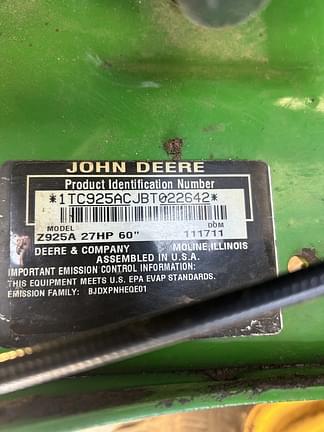 JOHN DEERE
Product Identification Number
*1TC925ACJBT022642*
MODEL DOM
Z925A 27HP 60" 111711
DEERE & COMPANY MOLINE, ILLINOIS
ASSEMBLED IN U.S.A.
IMPORTANT EMISSION CONTROL INFORMATION:
THIS EQUIPMENT MEETS U.S. EPA EVAP STANDARDS.
EMISSION FAMILY: BJDXPNHEQE01